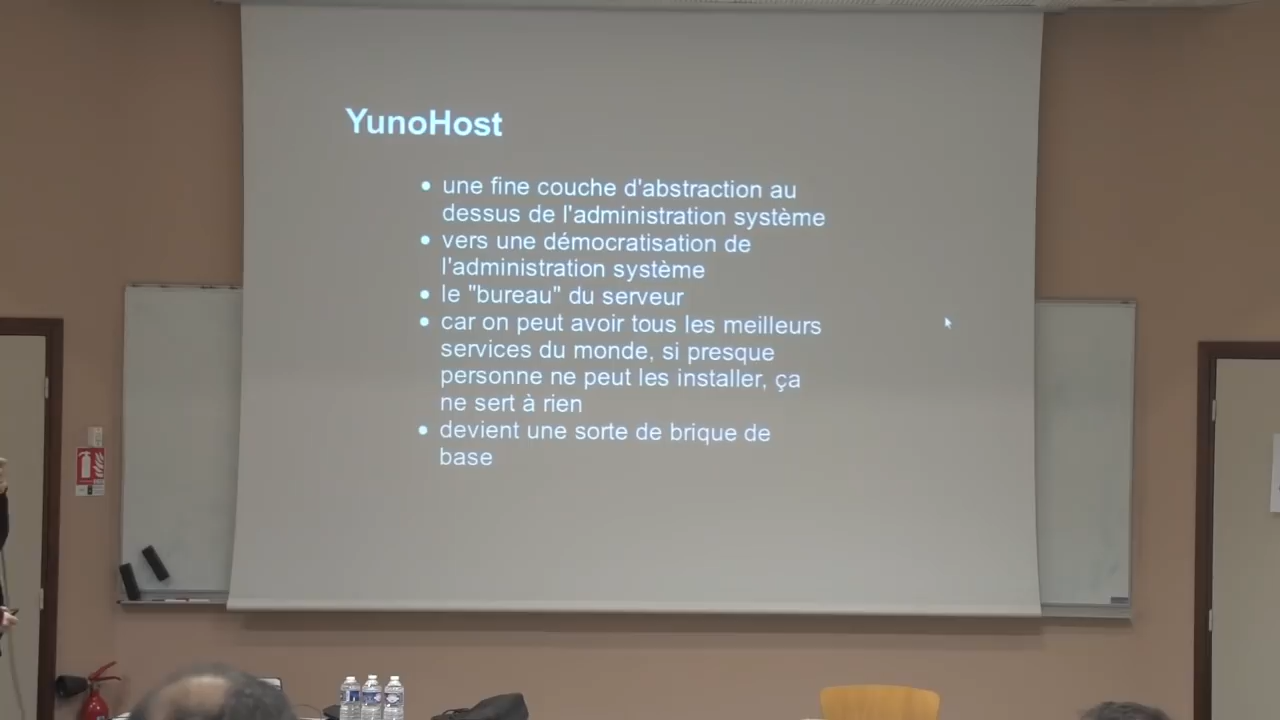 YunoHost
• une fine couche d'abstraction au
dessus de l'administration système
• vers une démocratisation de
l'administration système
• le "bureau" du serveur
• car on peut avoir tous les meilleurs
services du monde, si presque
personne ne peut les installer, ça
ne sert à rien
• devient une sorte de brique de
base